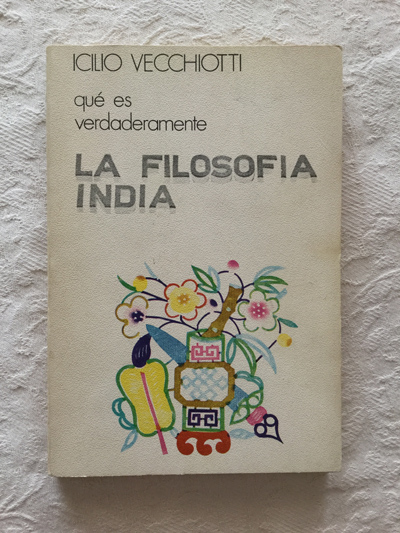 ICILIO VECCHIOTTI
qué es
verdaderamente
LA FILOSOFIA
INDIA